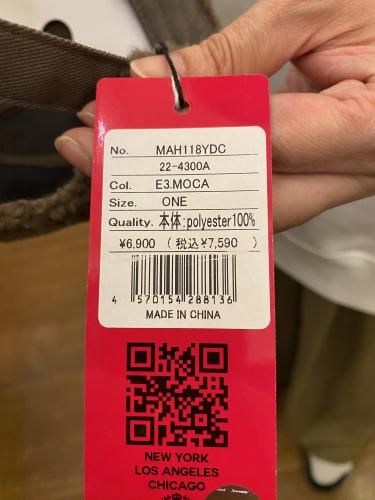 No. MAH118YDC
22-4300A
Col. E3.MOCA
Size. ONE
Quality. 本体:polyester100%
¥6,900 (税込¥7,590 )
4 570154 288136
MADE IN CHINA
NEW YORK
LOS ANGELES
CHICAGO